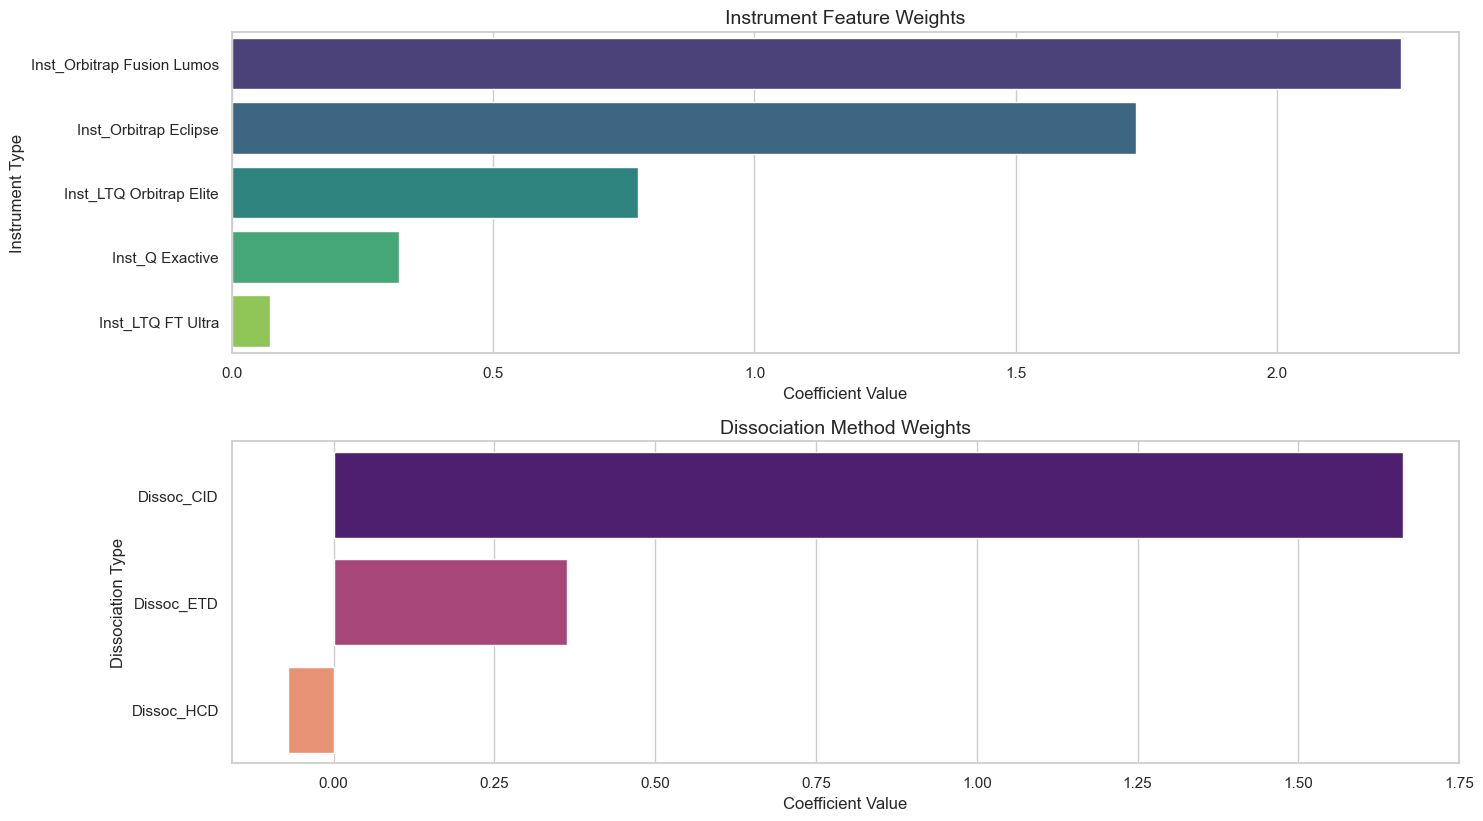 Instrument Feature Weights
Instrument Type
Inst_Orbitrap Fusion Lumos
Inst_Orbitrap Eclipse
Inst_LTQ Orbitrap Elite
Inst_Q Exactive
Inst_LTQ FT Ultra
0.0 0.5 1.0 1.5 2.0
Coefficient Value
Dissociation Method Weights
Dissociation Type
Dissoc_CID
Dissoc_ETD
Dissoc_HCD
0.00 0.25 0.50 0.75 1.00 1.25 1.50 1.75
Coefficient Value